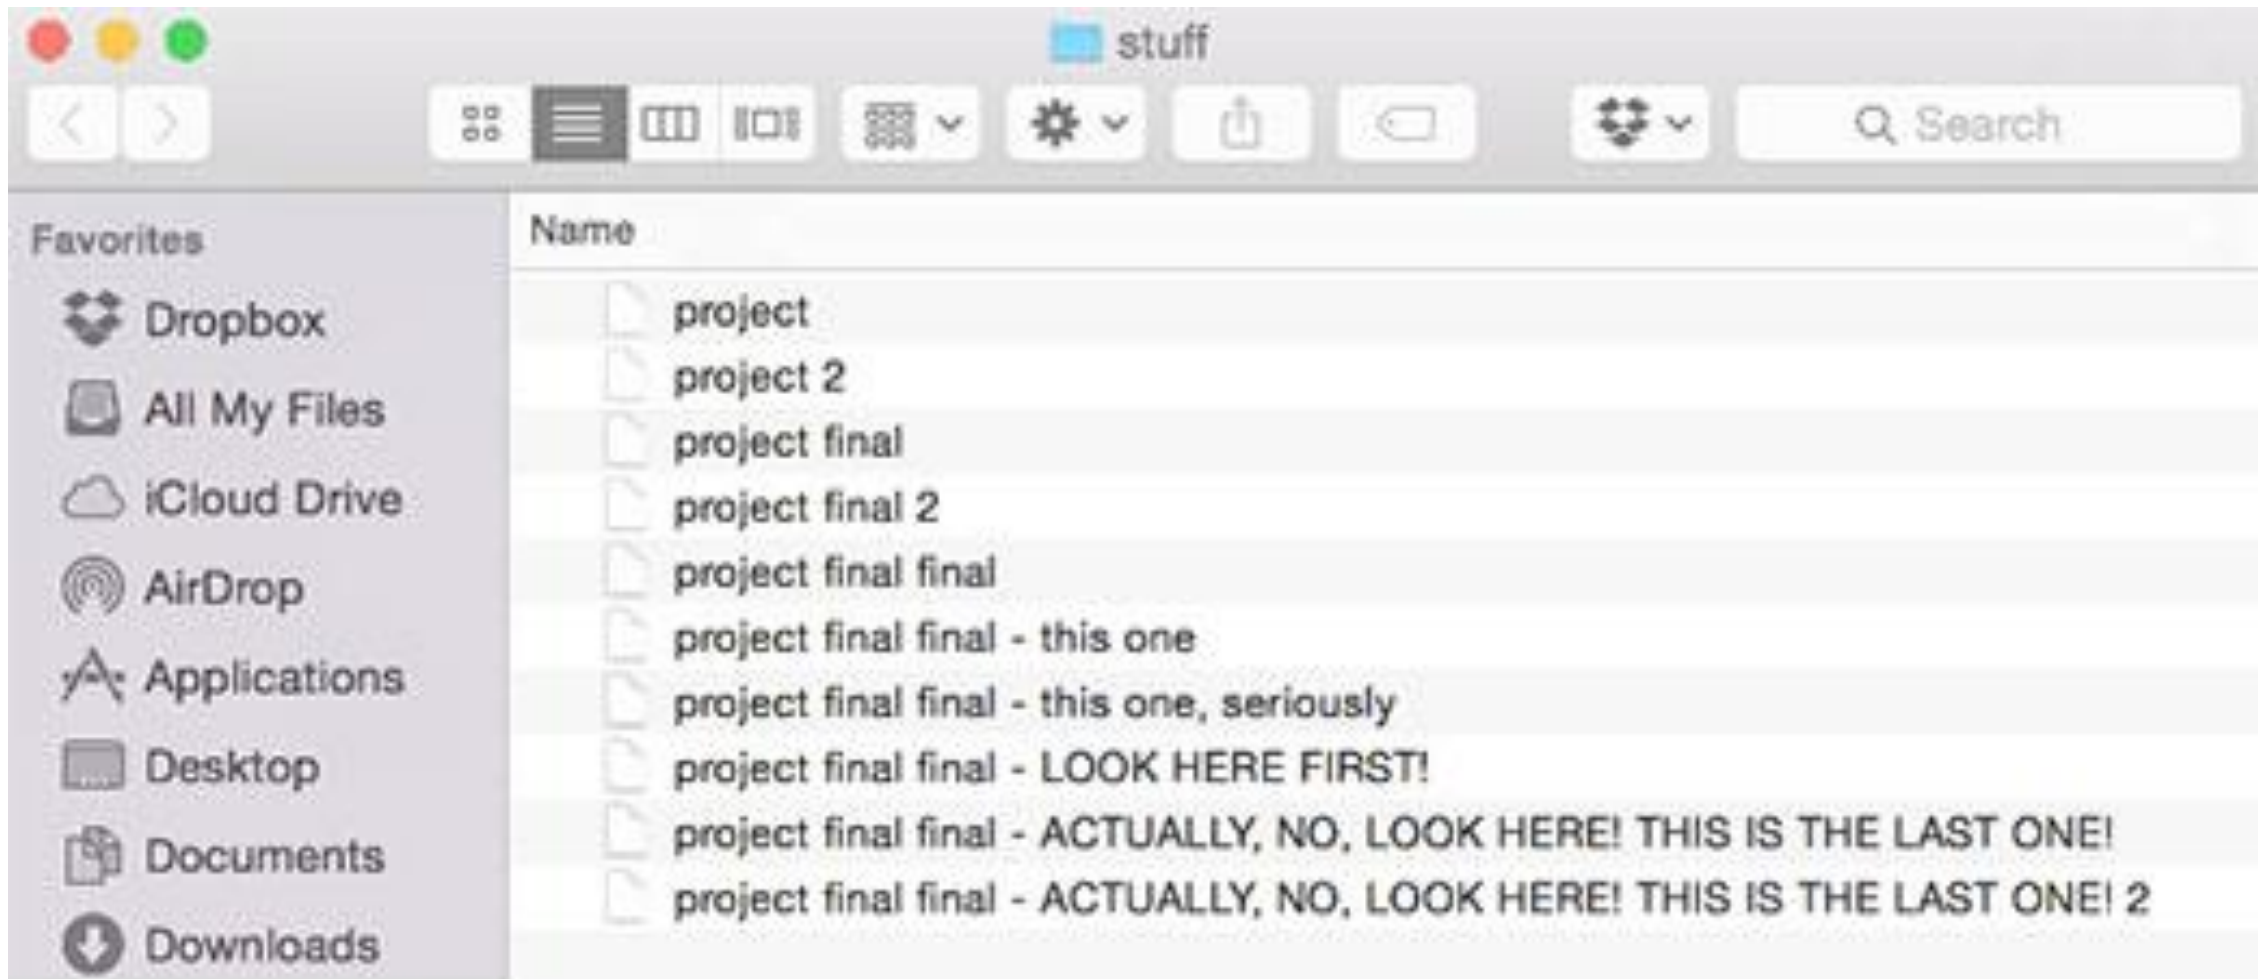 stuff
Search
Favorites
Dropbox
All My Files
iCloud Drive
AirDrop
Applications
Desktop
Documents
Downloads
Name
project
project 2
project final
project final 2
project final final
project final final - this one
project final final - this one, seriously
project final final - LOOK HERE FIRST!
project final final - ACTUALLY, NO, LOOK HERE! THIS IS THE LAST ONE!
project final final - ACTUALLY, NO, LOOK HERE! THIS IS THE LAST ONE! 2